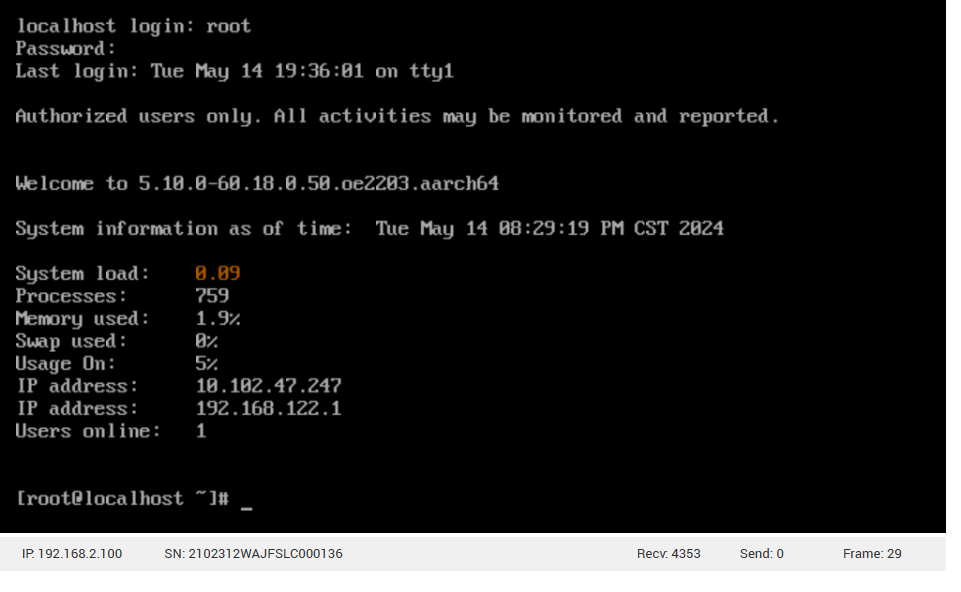 localhost login: root
Password:
Last login: Tue May 14 19:36:01 on tty1
Authorized users only. All activities may be monitored and reported.
Welcome to 5.10.0-60.18.0.50.oe2203.aarch64
System information as of time:  Tue May 14 08:29:19 PM CST 2024
System load:    0.09
Processes:      759
Memory used:    1.9%
Swap used:      0%
Usage On:       5%
IP address:     10.102.47.247
IP address:     192.168.122.1
Users online:   1
[root@localhost ~]# _
IP: 192.168.2.100 SN: 2102312WAJFSLC000136 Recv: 4353 Send: 0 Frame: 29